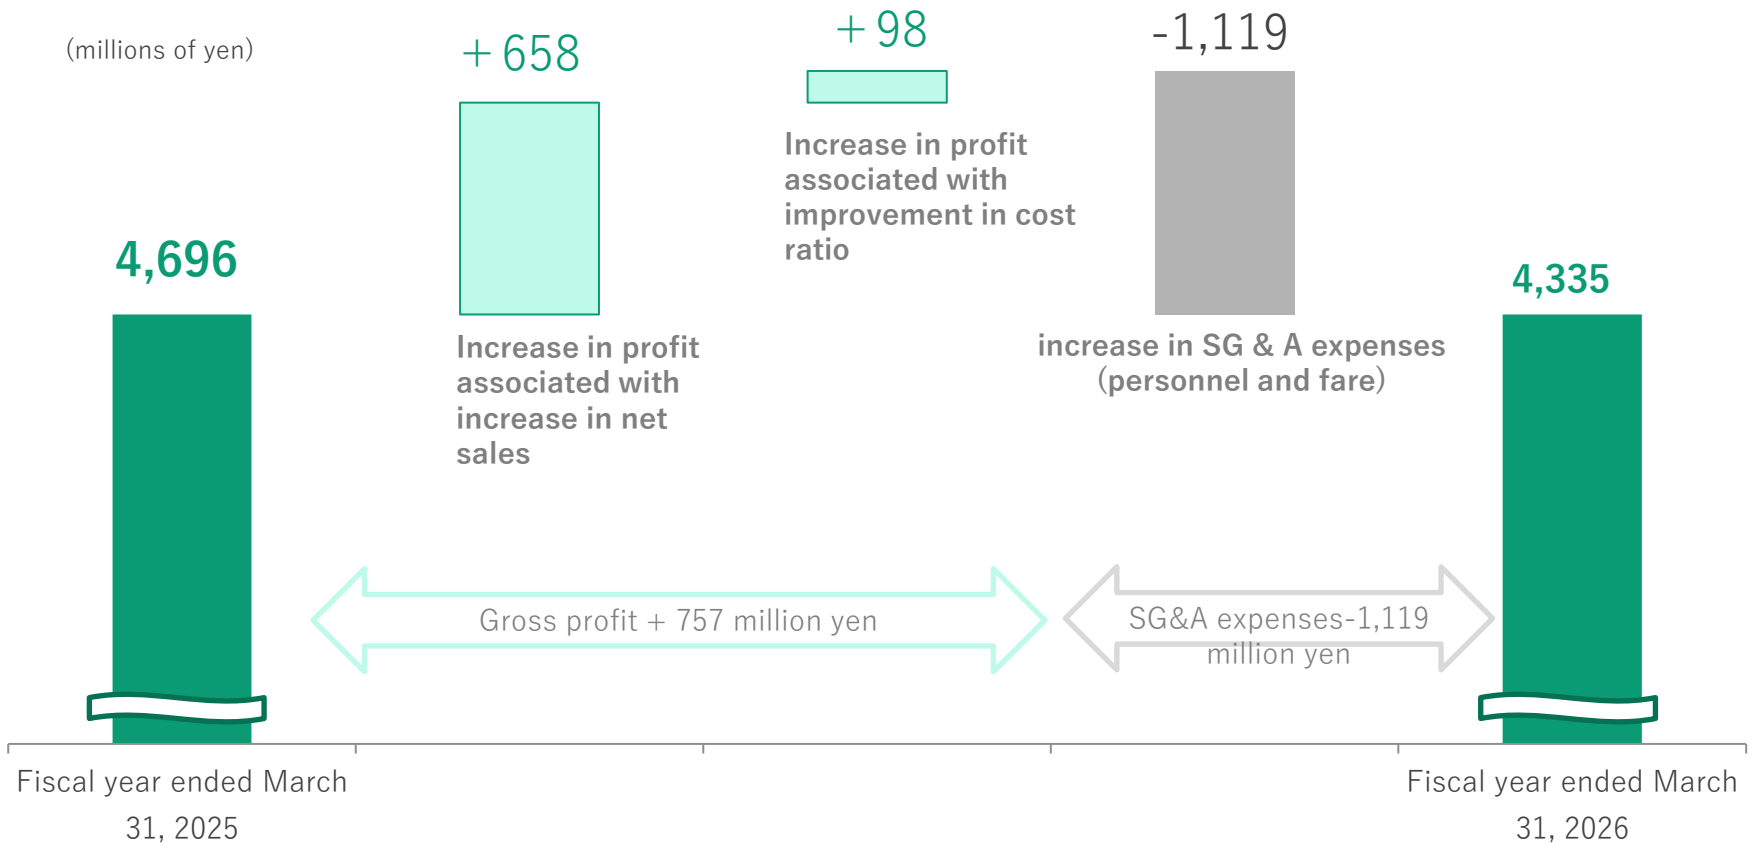 (millions of yen)
＋658
＋98
-1,119
4,696
Increase in profit
associated with
increase in net
sales
Increase in profit
associated with
improvement in cost
ratio
increase in SG & A expenses
(personnel and fare)
4,335
Gross profit + 757 million yen
SG&A expenses-1,119
million yen
Fiscal year ended March
31, 2025
Fiscal year ended March
31, 2026